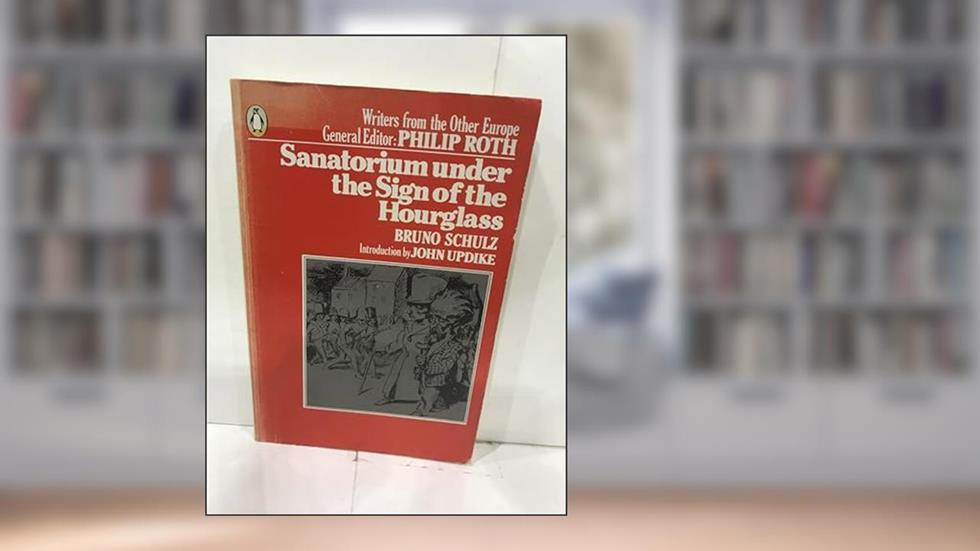 Writers from the Other Europe
General Editor: PHILIP ROTH
Sanatorium under
the Sign of the
Hourglass
BRUNO SCHULZ
Introduction by JOHN UPDIKE